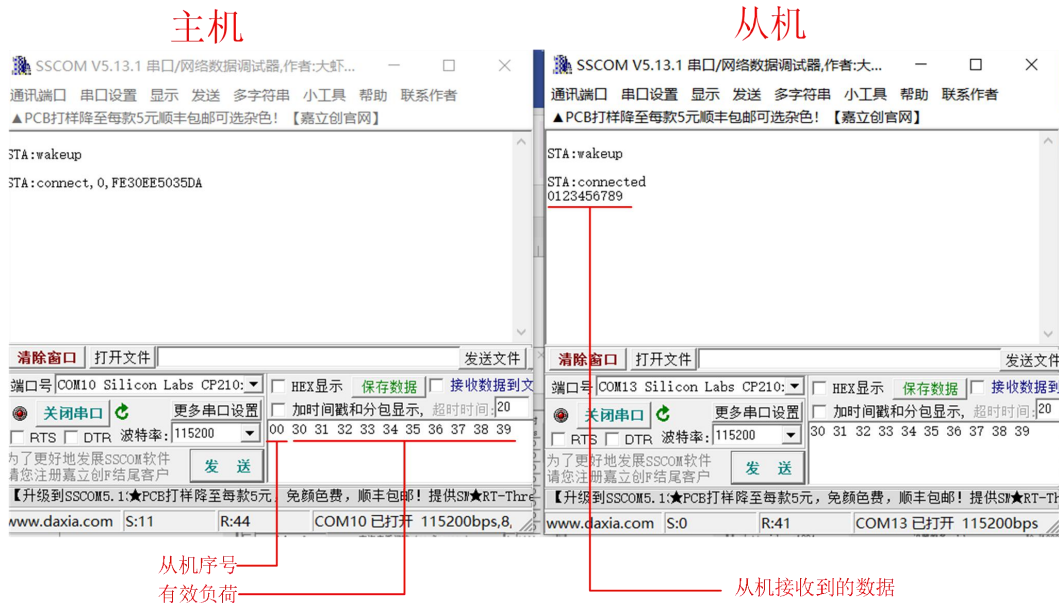 主机
从机
SSCOM V5.13.1 串口/网络数据调试器,作者:大虾...
通讯端口 串口设置 显示 发送 多字符串 小工具 帮助 联系作者
▲PCB打样降至每款5元顺丰包邮可选杂色！【嘉立创官网】
STA:wakeup
STA:connect,0,FE30EE5035DA
清除窗口 打开文件 发送文件
端口号 COM10 Silicon Labs CP210: HEX显示 保存数据 接收数据到文
关闭串口 更多串口设置 加时间戳和分包显示, 超时时间:20
RTS DTR 波特率: 115200 00 30 31 32 33 34 35 36 37 38 39
为了更好地发展SSCOM软件
请您注册嘉立创F结尾客户
发 送
【升级到SSCOM5.13★PCB打样降至每款5元，免颜色费，顺丰包邮！提供SM★RT-Thre
www.daxia.com S:11 R:44 COM10 已打开 115200bps,8,
SSCOM V5.13.1 串口/网络数据调试器,作者:大...
通讯端口 串口设置 显示 发送 多字符串 小工具 帮助 联系作者
▲PCB打样降至每款5元顺丰包邮可选杂色！【嘉立创官网】
STA:wakeup
STA:connected
0123456789
清除窗口 打开文件 发送文件
端口号 COM13 Silicon Labs CP210: HEX显示 保存数据 接收数据到
关闭串口 更多串口设置 加时间戳和分包显示, 超时时间:20
RTS DTR 波特率: 115200 30 31 32 33 34 35 36 37 38 39
为了更好地发展SSCOM软件
请您注册嘉立创F结尾客户
发 送
【升级到SSCOM5.13★PCB打样降至每款5元，免颜色费，顺丰包邮！提供SM★RT-Th
www.daxia.com S:0 R:41 COM13 已打开 115200bps
从机序号
有效负荷
从机接收到的数据